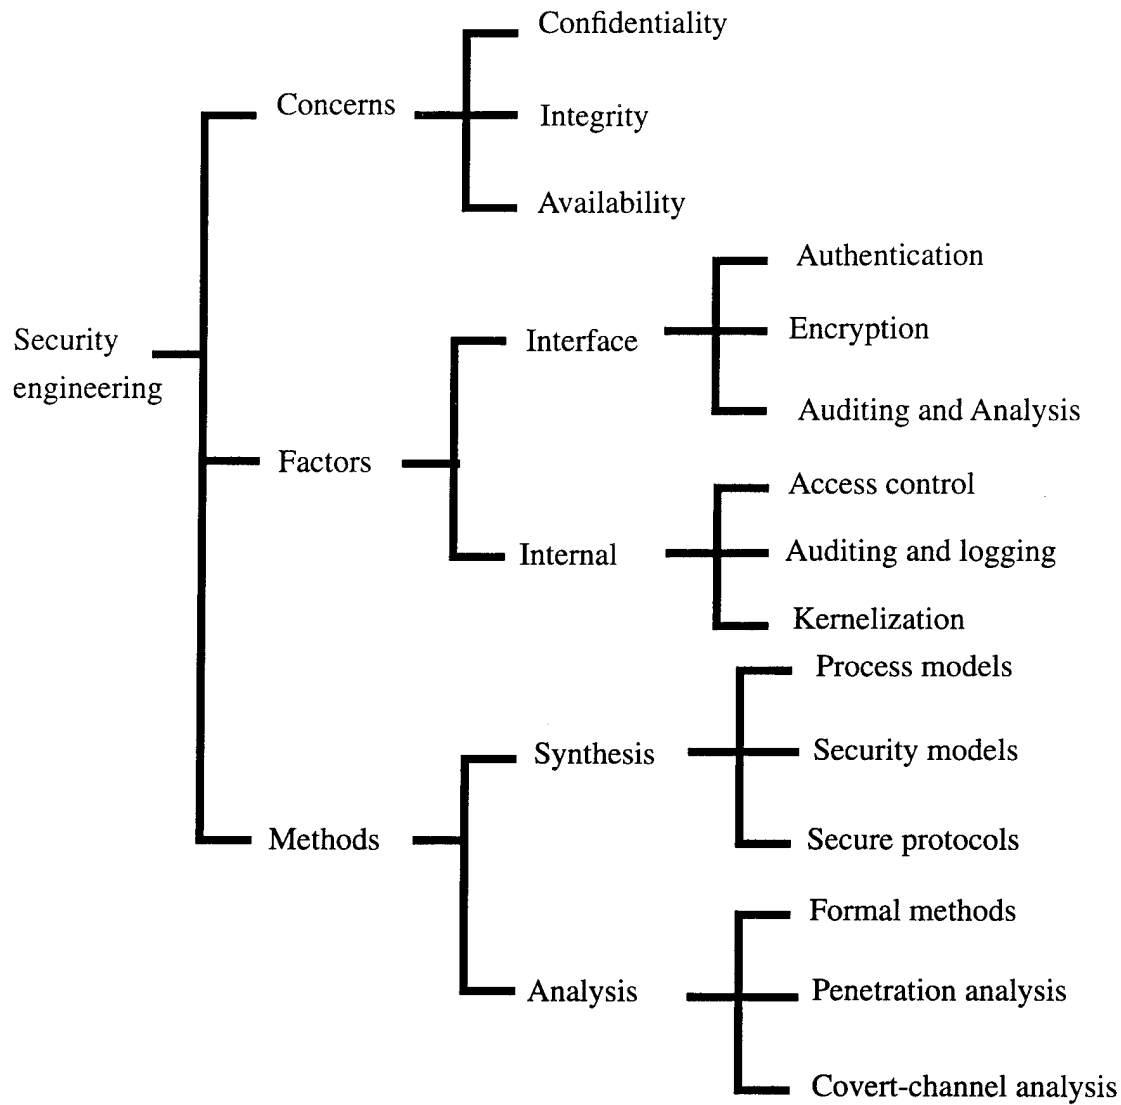 Confidentiality
Concerns
Integrity
Availability
Authentication
Security
engineering
Interface
Encryption
Auditing and Analysis
Factors
Access control
Internal
Auditing and logging
Kernelization
Process models
Synthesis
Security models
Methods
Secure protocols
Formal methods
Analysis
Penetration analysis
Covert-channel analysis